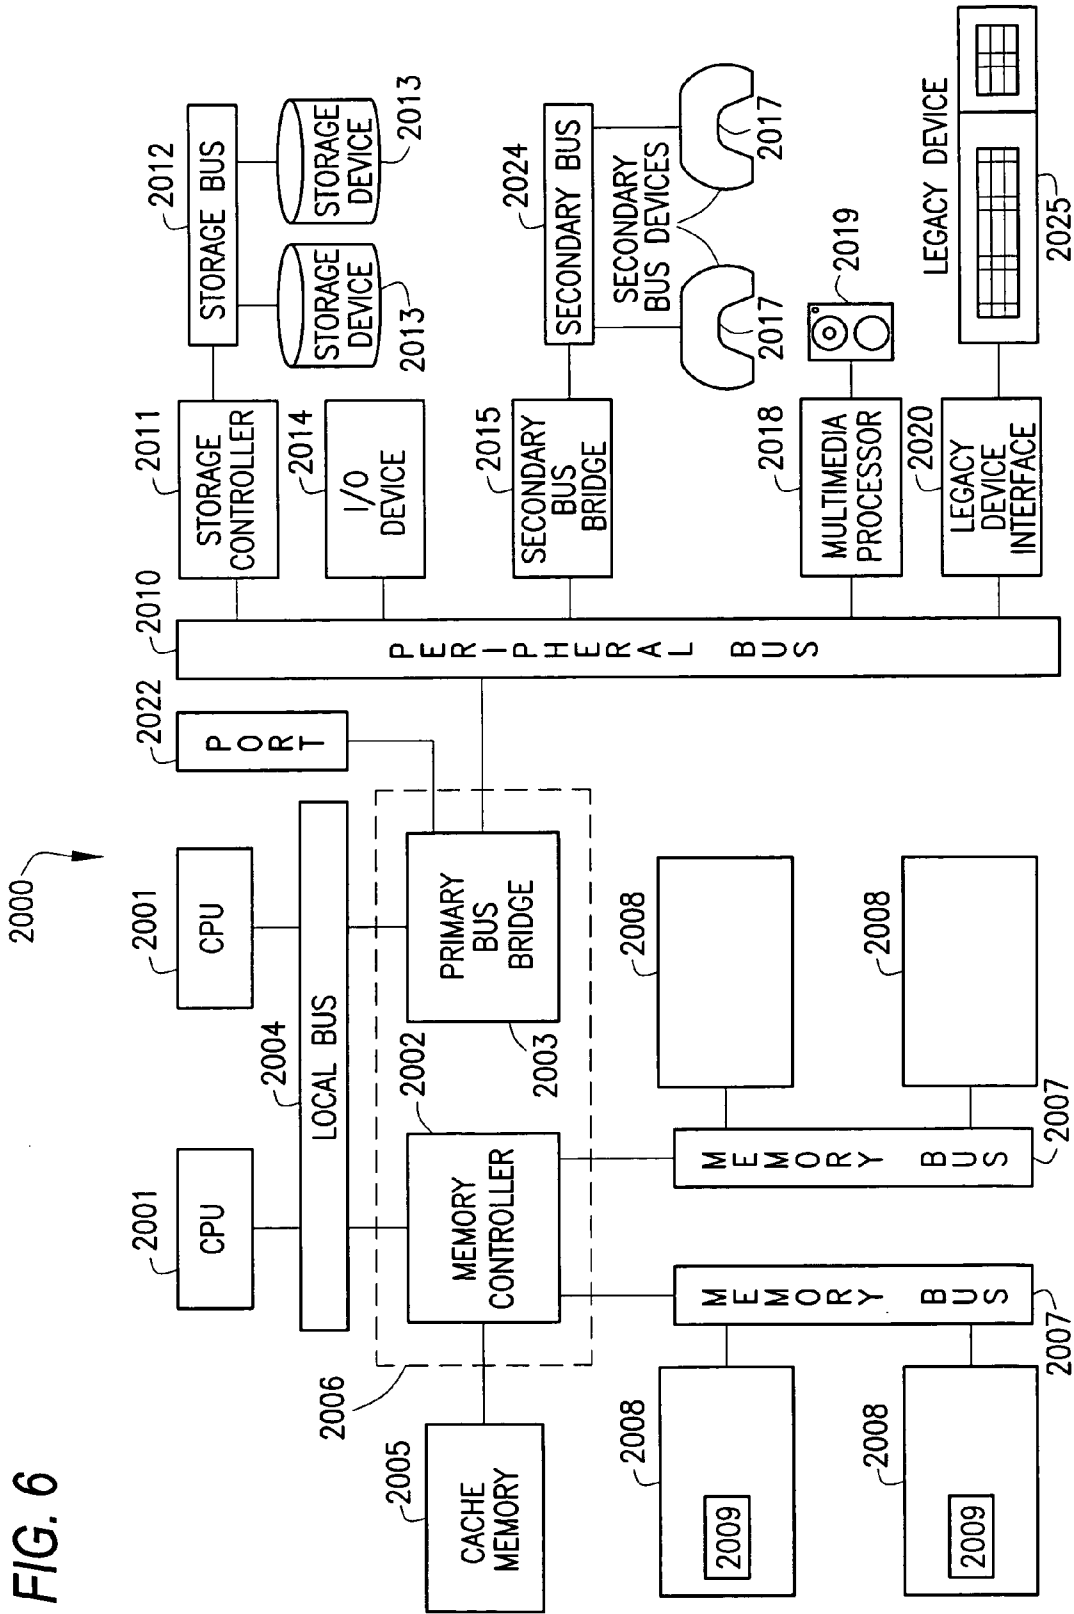 FIG. 6
2000
2001
CPU
2001
CPU
2004
LOCAL BUS
2022
PORT
2010
PERIPHERAL BUS
2005
CACHE
MEMORY
2006
2002
MEMORY
CONTROLLER
PRIMARY
BUS
BRIDGE
2003
2008
2009
2008
2009
MEMORY BUS
2007
MEMORY BUS
2007
2008
2008
2011
STORAGE
CONTROLLER
2012
STORAGE BUS
STORAGE
DEVICE
2013
STORAGE
DEVICE
2013
2014
I/O
DEVICE
2015
SECONDARY
BUS
BRIDGE
2024
SECONDARY BUS
SECONDARY
BUS DEVICES
2017
2017
2018
MULTIMEDIA
PROCESSOR
2019
2020
LEGACY
DEVICE
INTERFACE
LEGACY DEVICE
2025